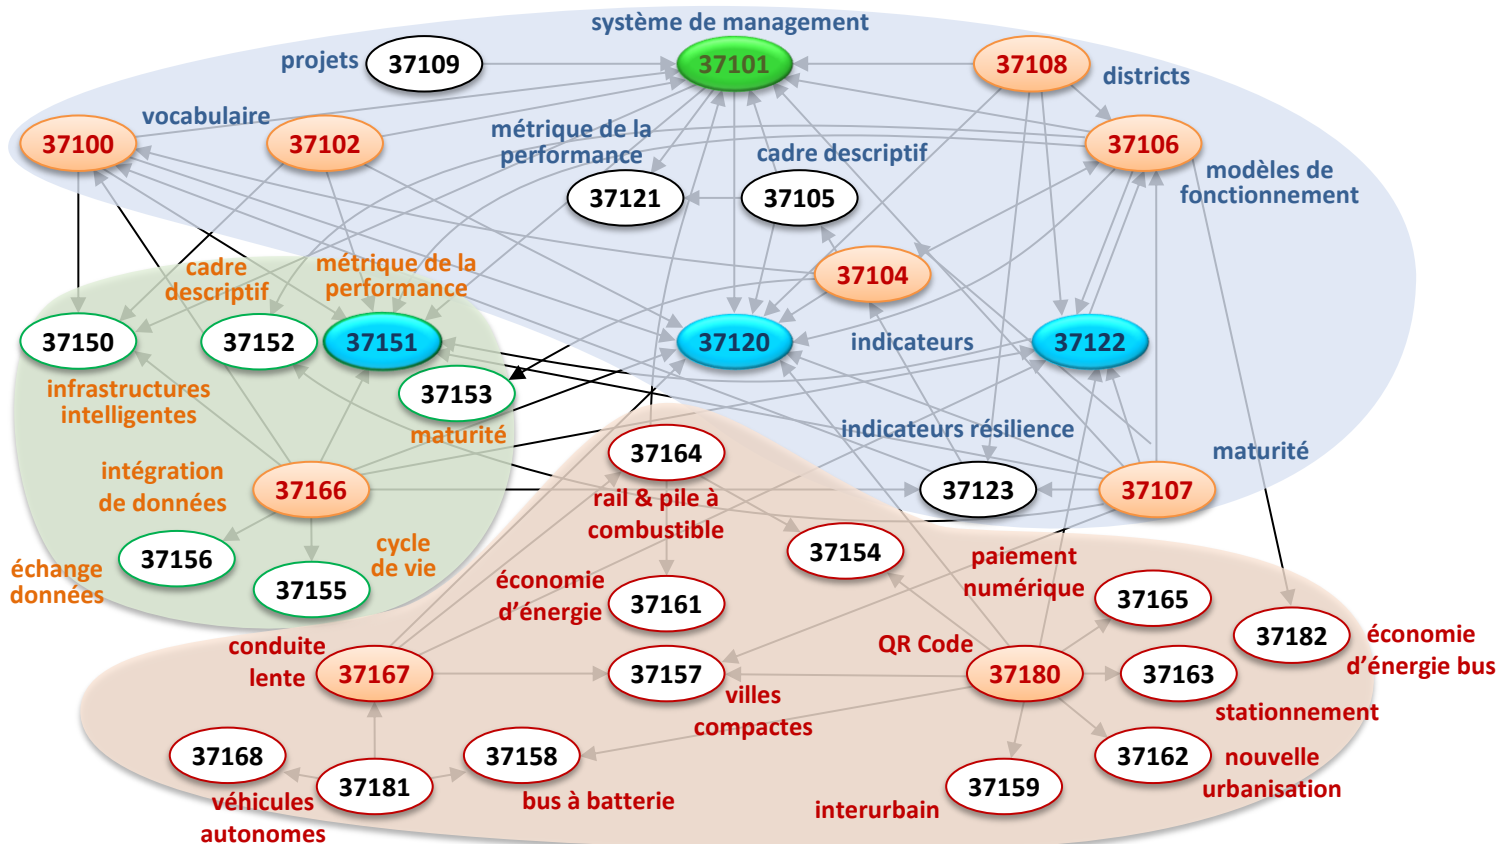 système de management
projets
37109
37101
37108
districts
vocabulaire
37100
37102
métrique de la
performance
cadre descriptif
37106
modèles de
fonctionnement
37121
37105
cadre
descriptif
métrique de la
performance
37104
37150
37152
37151
37120
indicateurs
37122
infrastructures
intelligentes
37153
maturité
indicateurs résilience
maturité
37164
intégration
de données
37166
rail & pile à
combustible
37123
37107
37156
échange
données
cycle
de vie
37155
37154
paiement
numérique
économie
d'énergie
37161
37165
37182
économie
d'énergie bus
conduite
lente
37167
37157
villes
compactes
QR Code
37180
37163
stationnement
37168
37181
37158
véhicules
autonomes
bus à batterie
37159
interurbain
37162
nouvelle
urbanisation